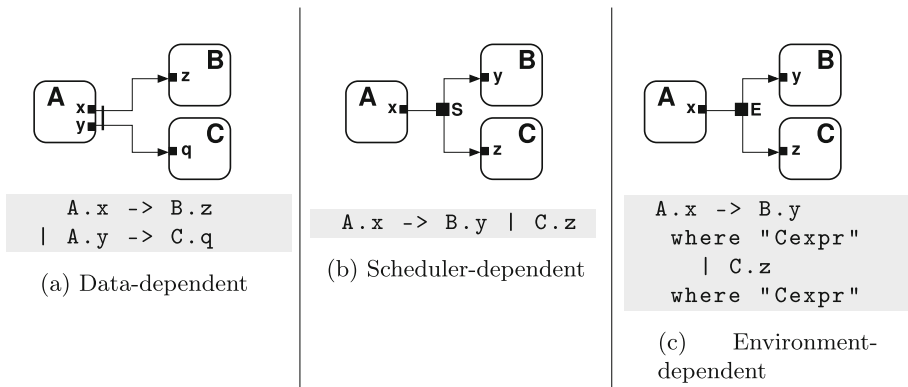 A
x
y
B
z
C
q
A.x -> B.z
| A.y -> C.q
(a) Data-dependent
A
x
S
B
y
C
z
A.x -> B.y | C.z
(b) Scheduler-dependent
A
x
E
B
y
C
z
A.x -> B.y
where "Cexpr"
| C.z
where "Cexpr"
(c) Environment-
dependent